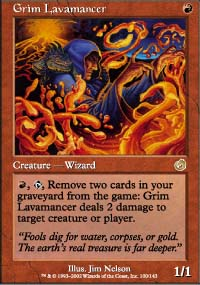 Grim Lavamancer
Creature — Wizard
, , Remove two cards in your
graveyard from the game: Grim
Lavamancer deals 2 damage to
target creature or player.
"Fools dig for water, corpses, or gold.
The earth's real treasure is far deeper."
Illus. Jim Nelson
™ & © 1993-2002 Wizards of the Coast, Inc. 100/143
1/1